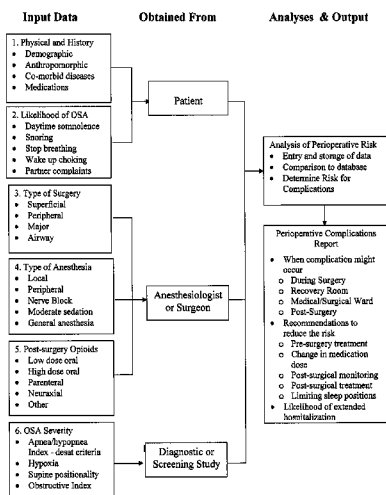 Input Data
Obtained From
Analyses & Output
1. Physical and History
• Demographic
• Anthropomorphic
• Co-morbid diseases
• Medications
2. Likelihood of OSA
• Daytime somnolence
• Snoring
• Stop breathing
• Wake up choking
• Partner complaints
3. Type of Surgery
• Superficial
• Peripheral
• Major
• Airway
4. Type of Anesthesia
• Local
• Peripheral
• Nerve Block
• Moderate sedation
• General anesthesia
5. Post-surgery Opioids
• Low dose oral
• High dose oral
• Parenteral
• Neuraxial
• Other
6. OSA Severity
• Apnea/hypopnea
Index - desat criteria
• Hypoxia
• Supine positionality
• Obstructive Index
Patient
Anesthesiologist
or Surgeon
Diagnostic or
Screening Study
Analysis of Perioperative Risk
• Entry and storage of data
• Comparison to database
• Determine Risk for
Complications
Perioperative Complications
Report
• When complication might
occur
o During Surgery
o Recovery Room
o Medical/Surgical Ward
o Post-Surgery
• Recommendations to
reduce the risk
o Pre-surgery treatment
o Change in medication
dose
o Post-surgical monitoring
o Post-surgical treatment
o Limiting sleep positions
• Likelihood of extended
hospitalization